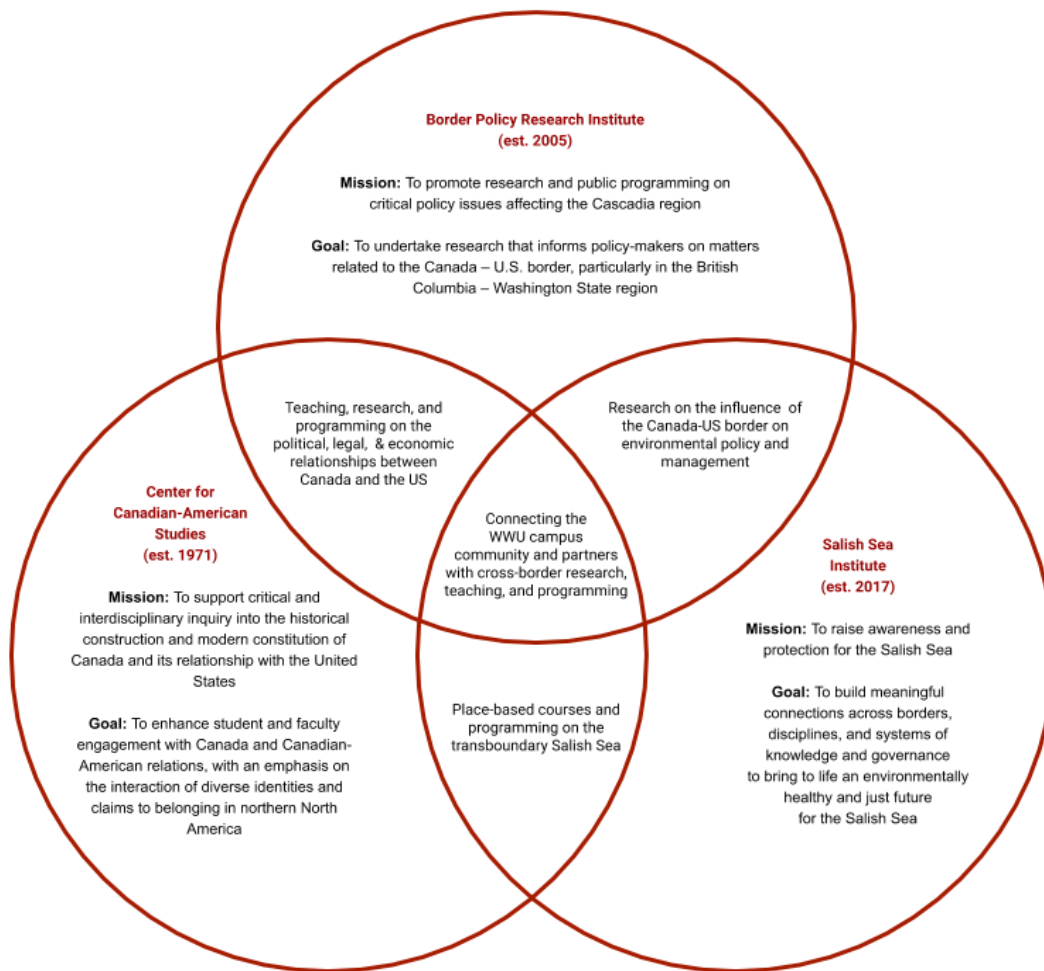 Border Policy Research Institute
(est. 2005)
Mission: To promote research and public programming on
critical policy issues affecting the Cascadia region
Goal: To undertake research that informs policy-makers on matters
related to the Canada – U.S. border, particularly in the British
Columbia – Washington State region
Teaching, research, and
programming on the
political, legal, & economic
relationships between
Canada and the US
Research on the influence of
the Canada-US border on
environmental policy and
management
Center for
Canadian-American
Studies
(est. 1971)
Mission: To support critical and
interdisciplinary inquiry into the historical
construction and modern constitution of
Canada and its relationship with the United
States
Goal: To enhance student and faculty
engagement with Canada and Canadian-
American relations, with an emphasis on
the interaction of diverse identities and
claims to belonging in northern North
America
Connecting the
WWU campus
community and partners
with cross-border research,
teaching, and programming
Place-based courses and
programming on the
transboundary Salish Sea
Salish Sea
Institute
(est. 2017)
Mission: To raise awareness and
protection for the Salish Sea
Goal: To build meaningful
connections across borders,
disciplines, and systems of
knowledge and governance
to bring to life an environmentally
healthy and just future
for the Salish Sea